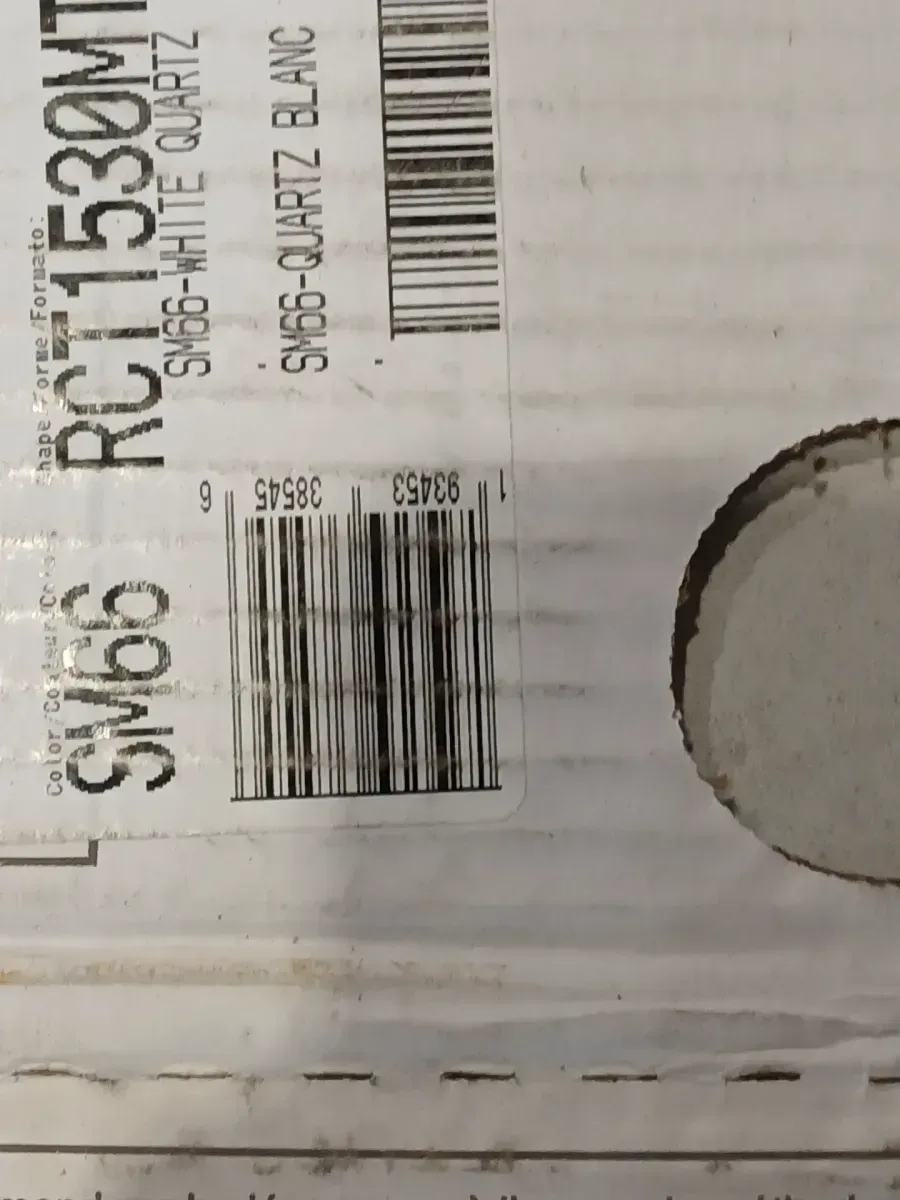 Color/Couleur/Color: Shape/Forme/Formato:
SM66 RCT1530MT
SM66-WHITE QUARTZ
SM66-QUARTZ BLANC
1 93453 38545 6